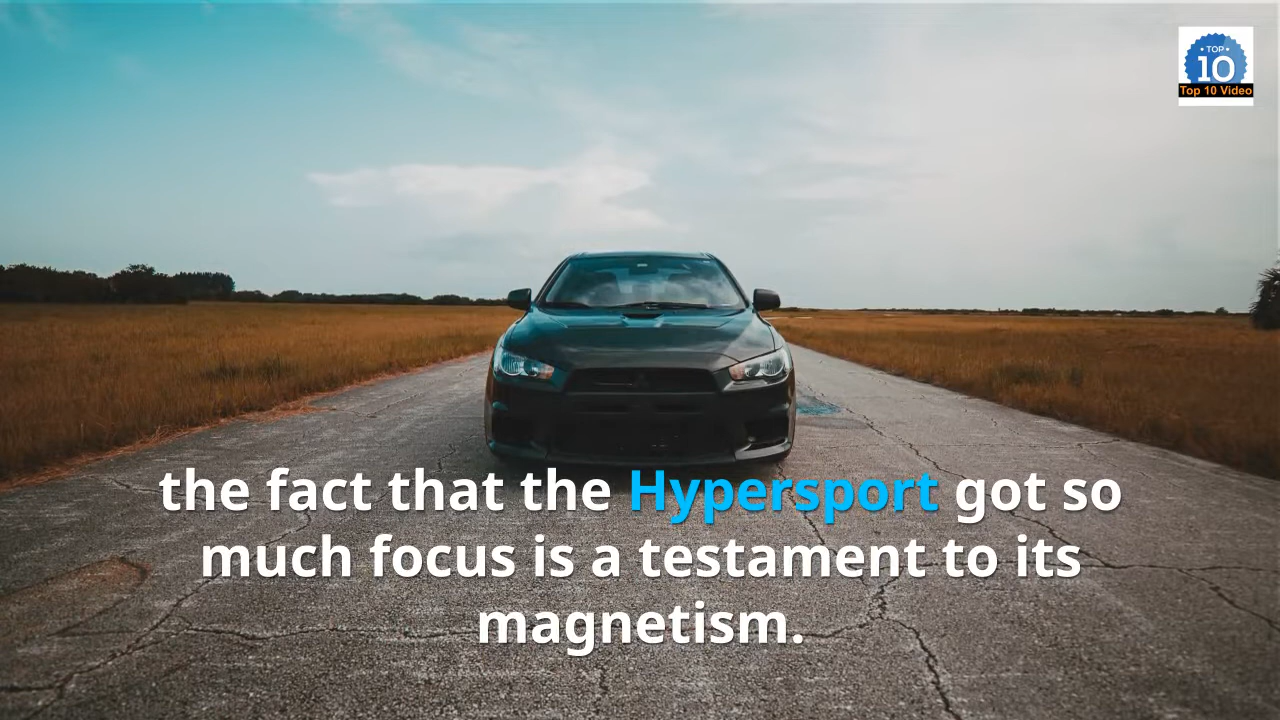 • TOP •
10
Top 10 Video
the fact that the Hypersport got so
much focus is a testament to its
magnetism.